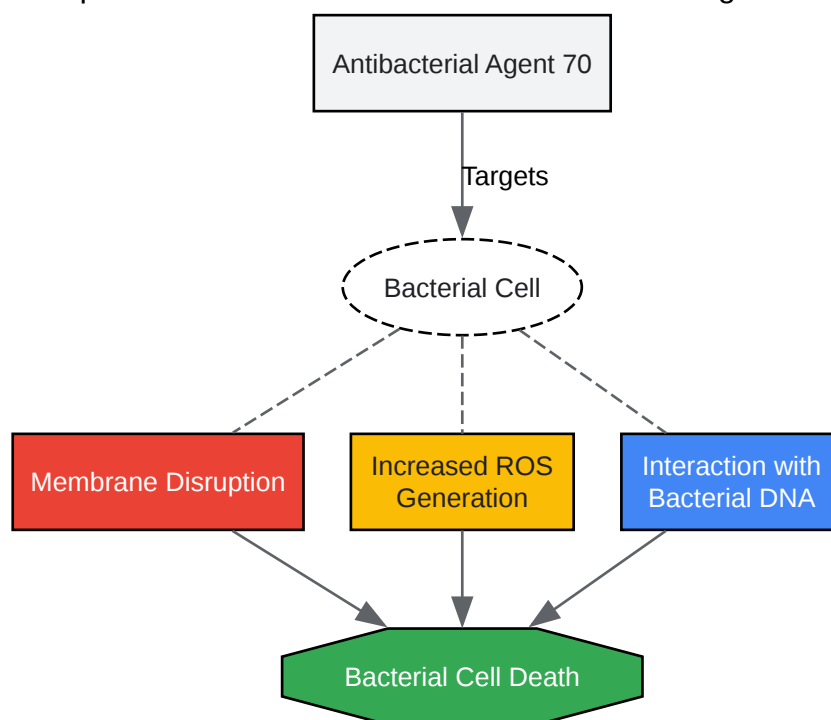 Antibacterial Agent 70
Targets
Bacterial Cell
Membrane Disruption
Increased ROS
Generation
Interaction with
Bacterial DNA
Bacterial Cell Death